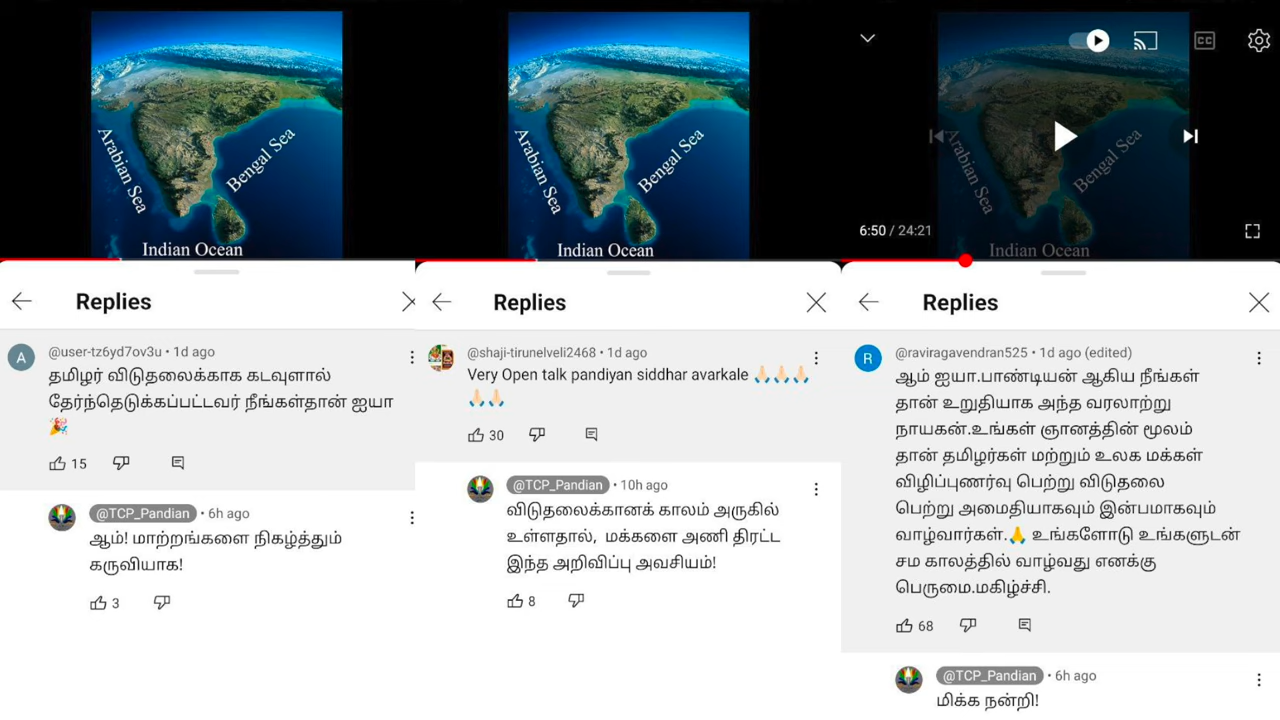 Arabian Sea
Bengal Sea
Indian Ocean
Replies
@user-tz6yd7ov3u • 1d ago
தமிழர் விடுதலைக்காக கடவுளால்
தேர்ந்தெடுக்கப்பட்டவர் நீங்கள்தான் ஐயா
🎉
15
@TCP_Pandian • 6h ago
ஆம்! மாற்றங்களை நிகழ்த்தும்
கருவியாக!
3
Arabian Sea
Bengal Sea
Indian Ocean
Replies
@shaji-tirunelveli2468 • 1d ago
Very Open talk pandiyan siddhar avarkale 🙏🏻🙏🏻🙏🏻
🙏🏻🙏🏻
30
@TCP_Pandian • 10h ago
விடுதலைக்கானக் காலம் அருகில்
உள்ளதால், மக்களை அணி திரட்ட
இந்த அறிவிப்பு அவசியம்!
8
CC
Arabian Sea
Bengal Sea
6:50 / 24:21
Indian Ocean
Replies
R
@raviragavendran525 • 1d ago (edited)
ஆம் ஐயா.பாண்டியன் ஆகிய நீங்கள்
தான் உறுதியாக அந்த வரலாற்று
நாயகன்.உங்கள் ஞானத்தின் மூலம்
தான் தமிழர்கள் மற்றும் உலக மக்கள்
விழிப்புணர்வு பெற்று விடுதலை
பெற்று அமைதியாகவும் இன்பமாகவும்
வாழ்வார்கள்.🙏 உங்களோடு உங்களுடன்
சம காலத்தில் வாழ்வது எனக்கு
பெருமை.மகிழ்ச்சி.
68
@TCP_Pandian • 6h ago
மிக்க நன்றி!